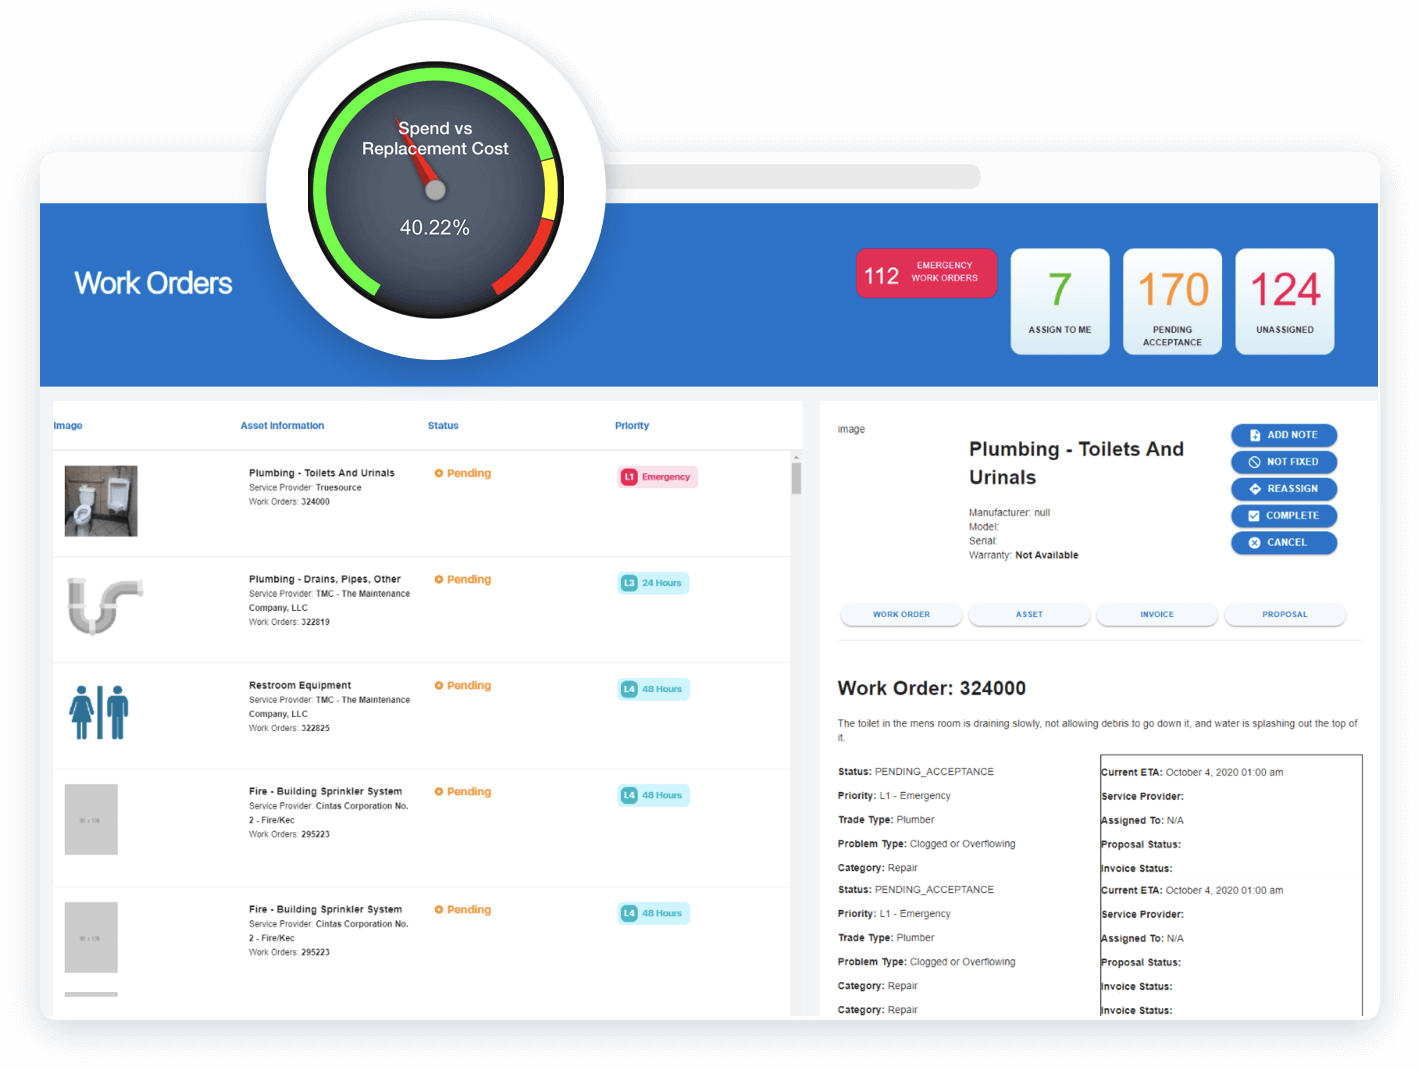 Spend vs
Replacement Cost
40.22%
Work Orders
112
EMERGENCY
WORK ORDERS
7
ASSIGN TO ME
170
PENDING
ACCEPTANCE
124
UNASSIGNED
Image
Asset Information
Status
Priority
Plumbing - Toilets And Urinals
Service Provider: Truesource
Work Orders: 324000
Pending
L1 Emergency
Plumbing - Drains, Pipes, Other
Service Provider: TMC - The Maintenance
Company, LLC
Work Orders: 322819
Pending
L3 24 Hours
Restroom Equipment
Service Provider: TMC - The Maintenance
Company, LLC
Work Orders: 322825
Pending
L4 48 Hours
Fire - Building Sprinkler System
Service Provider: Cintas Corporation No.
2 - Fire/Kec
Work Orders: 295223
Pending
L4 48 Hours
Fire - Building Sprinkler System
Service Provider: Cintas Corporation No.
2 - Fire/Kec
Work Orders: 295223
Pending
L4 48 Hours
image
Plumbing - Toilets And
Urinals
Manufacturer: null
Model:
Serial:
Warranty: Not Available
ADD NOTE
NOT FIXED
REASSIGN
COMPLETE
CANCEL
WORK ORDER
ASSET
INVOICE
PROPOSAL
Work Order: 324000
The toilet in the mens room is draining slowly, not allowing debris to go down it, and water is splashing out the top of
it.
Status: PENDING_ACCEPTANCE
Priority: L1 - Emergency
Trade Type: Plumber
Problem Type: Clogged or Overflowing
Category: Repair
Status: PENDING_ACCEPTANCE
Priority: L1 - Emergency
Trade Type: Plumber
Problem Type: Clogged or Overflowing
Category: Repair
Category: Repair
Current ETA: October 4, 2020 01:00 am
Service Provider:
Assigned To: N/A
Proposal Status:
Invoice Status:
Current ETA: October 4, 2020 01:00 am
Service Provider:
Assigned To: N/A
Proposal Status:
Invoice Status:
Invoice Status: